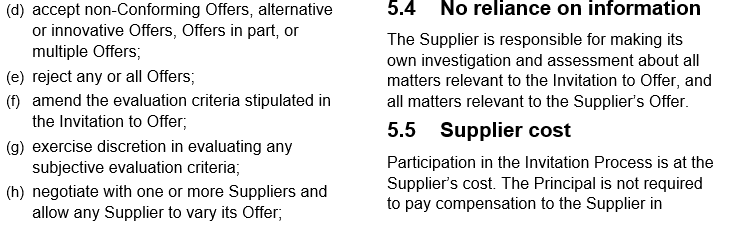 (d) accept non-Conforming Offers, alternative
or innovative Offers, Offers in part, or
multiple Offers;
(e) reject any or all Offers;
(f) amend the evaluation criteria stipulated in
the Invitation to Offer;
(g) exercise discretion in evaluating any
subjective evaluation criteria;
(h) negotiate with one or more Suppliers and
allow any Supplier to vary its Offer;
5.4 No reliance on information
The Supplier is responsible for making its
own investigation and assessment about all
matters relevant to the Invitation to Offer, and
all matters relevant to the Supplier's Offer.
5.5 Supplier cost
Participation in the Invitation Process is at the
Supplier's cost. The Principal is not required
to pay compensation to the Supplier in